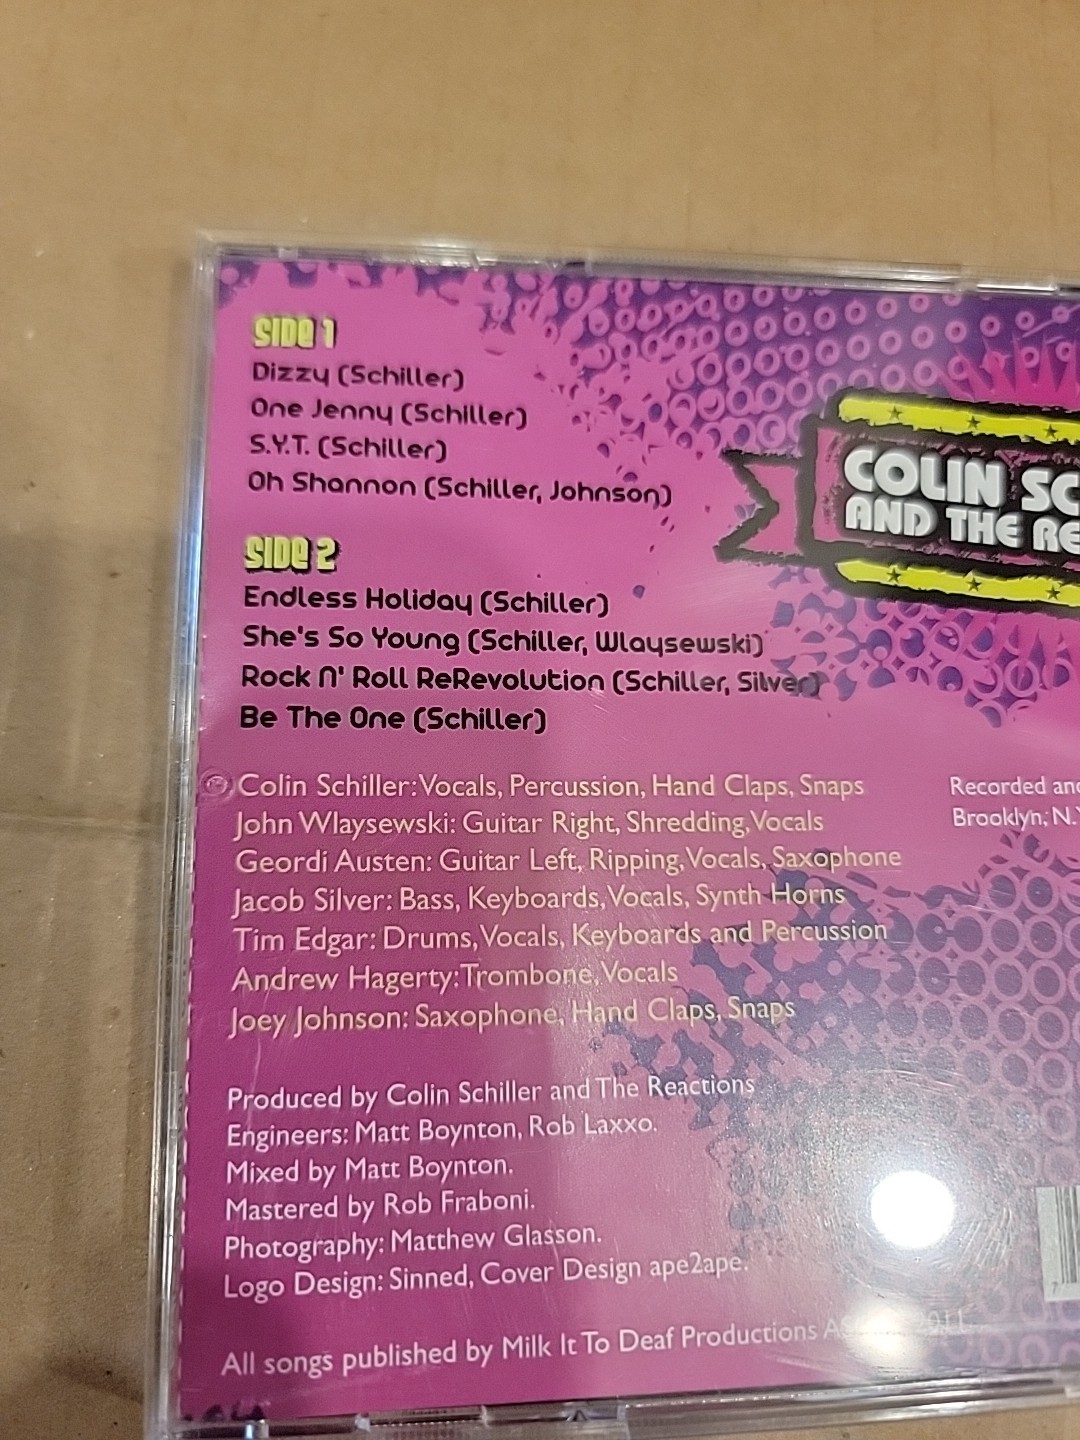 SIDE 1
Dizzy (Schiller)
One Jenny (Schiller)
S.Y.T. (Schiller)
Oh Shannon (Schiller, Johnson)
SIDE 2
Endless Holiday (Schiller)
She's So Young (Schiller, Wlaysewski)
Rock N' Roll ReRevolution (Schiller, Silver)
Be The One (Schiller)
COLIN SC
AND THE RE
Colin Schiller: Vocals, Percussion, Hand Claps, Snaps
John Wlaysewski: Guitar Right, Shredding, Vocals
Geordi Austen: Guitar Left, Ripping, Vocals, Saxophone
Jacob Silver: Bass, Keyboards, Vocals, Synth Horns
Tim Edgar: Drums, Vocals, Keyboards and Percussion
Andrew Hagerty: Trombone, Vocals
Joey Johnson: Saxophone, Hand Claps, Snaps
Recorded and
Brooklyn, N.Y
Produced by Colin Schiller and The Reactions
Engineers: Matt Boynton, Rob Laxxo.
Mixed by Matt Boynton.
Mastered by Rob Fraboni.
Photography: Matthew Glasson.
Logo Design: Sinned, Cover Design ape2ape.
All songs published by Milk It To Deaf Productions 2011
7